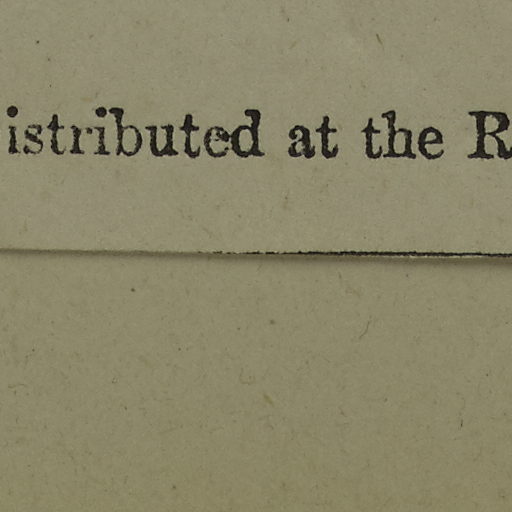 istributed at the R